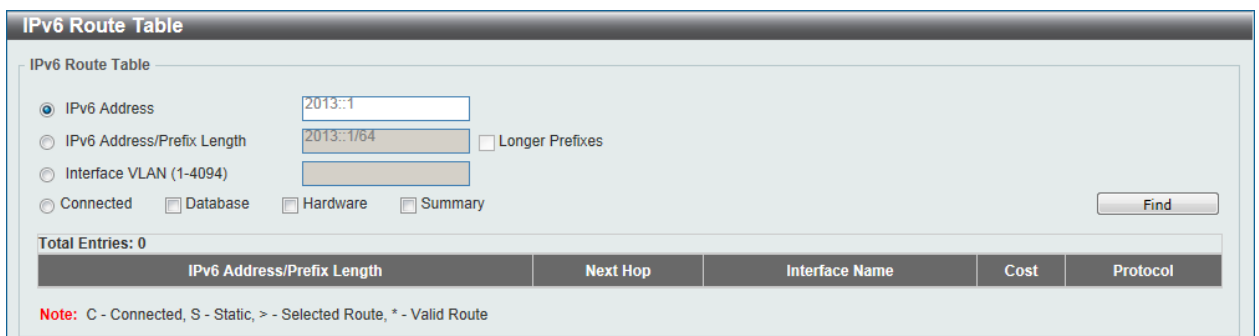 IPv6 Route Table
IPv6 Route Table
IPv6 Address 2013::1
IPv6 Address/Prefix Length 2013::1/64 Longer Prefixes
Interface VLAN (1-4094)
Connected Database Hardware Summary Find
Total Entries: 0
IPv6 Address/Prefix Length Next Hop Interface Name Cost Protocol
Note: C - Connected, S - Static, > - Selected Route, * - Valid Route